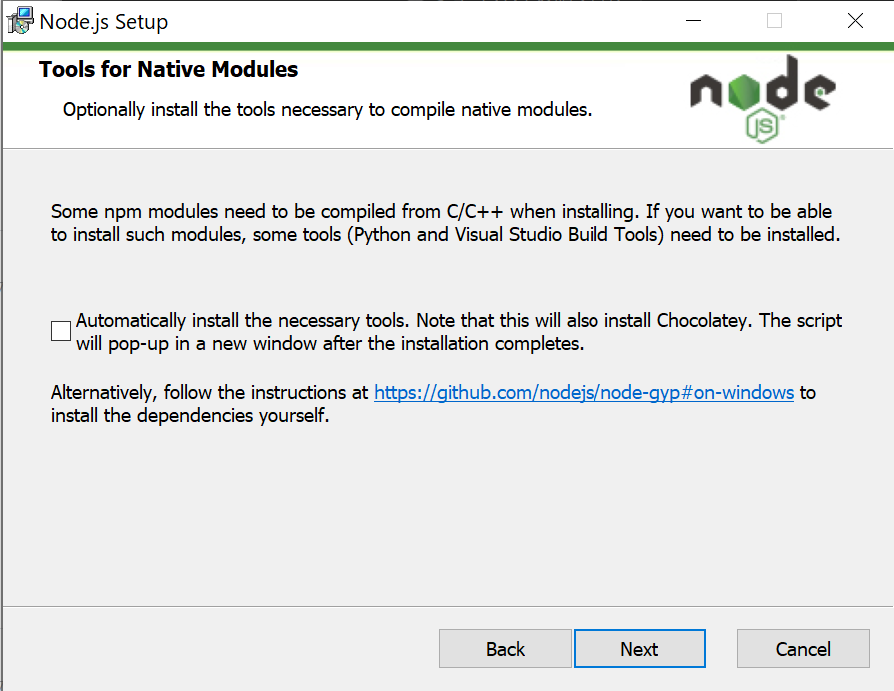 Node.js Setup
Tools for Native Modules
Optionally install the tools necessary to compile native modules.
node
JS
Some npm modules need to be compiled from C/C++ when installing. If you want to be able
to install such modules, some tools (Python and Visual Studio Build Tools) need to be installed.
Automatically install the necessary tools. Note that this will also install Chocolatey. The script
will pop-up in a new window after the installation completes.
Alternatively, follow the instructions at https://github.com/nodejs/node-gyp#on-windows to
install the dependencies yourself.
Back
Next
Cancel